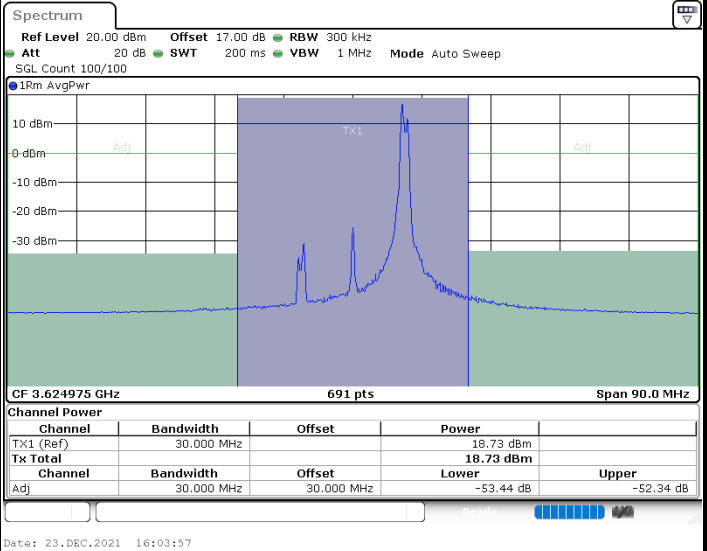 Spectrum
Ref Level 20.00 dBm Offset 17.00 dB RBW 300 kHz
Att 20 dB SWT 200 ms VBW 1 MHz Mode Auto Sweep
SGL Count 100/100
1Rm AvgPwr
10 dBm
TX1
0 dBm
Adj Adj
-10 dBm
-20 dBm
-30 dBm
CF 3.624975 GHz 691 pts Span 90.0 MHz
Channel Power
Channel Bandwidth Offset Power
TX1 (Ref) 30.000 MHz 18.73 dBm
Tx Total 18.73 dBm
Channel Bandwidth Offset Lower Upper
Adj 30.000 MHz 30.000 MHz -53.44 dB -52.34 dB
Ready
Date: 23.DEC.2021 16:03:57